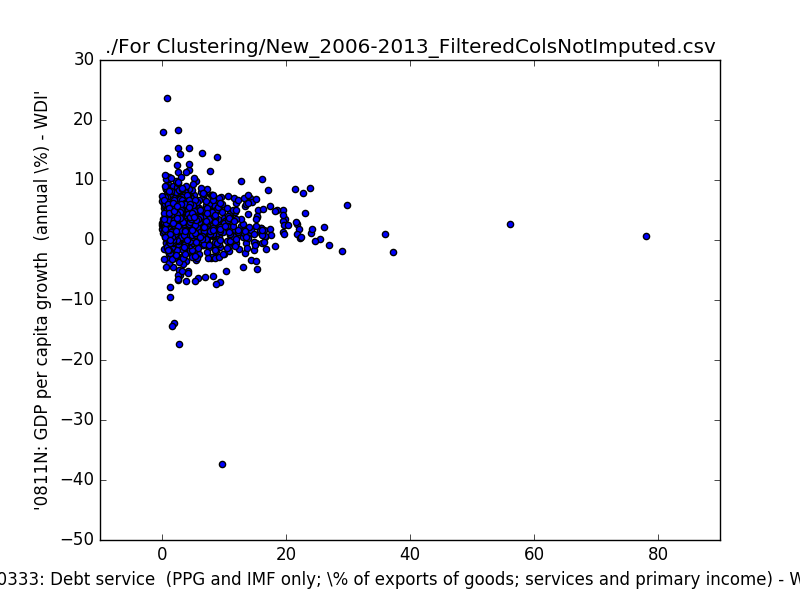 ./For Clustering/New_2006-2013_FilteredColsNotImputed.csv
30
20
10
0
−10
−20
−30
−40
−50
'0811N: GDP per capita growth  (annual \%) - WDI'
0 20 40 60 80
0333: Debt service  (PPG and IMF only; \% of exports of goods; services and primary income) - W